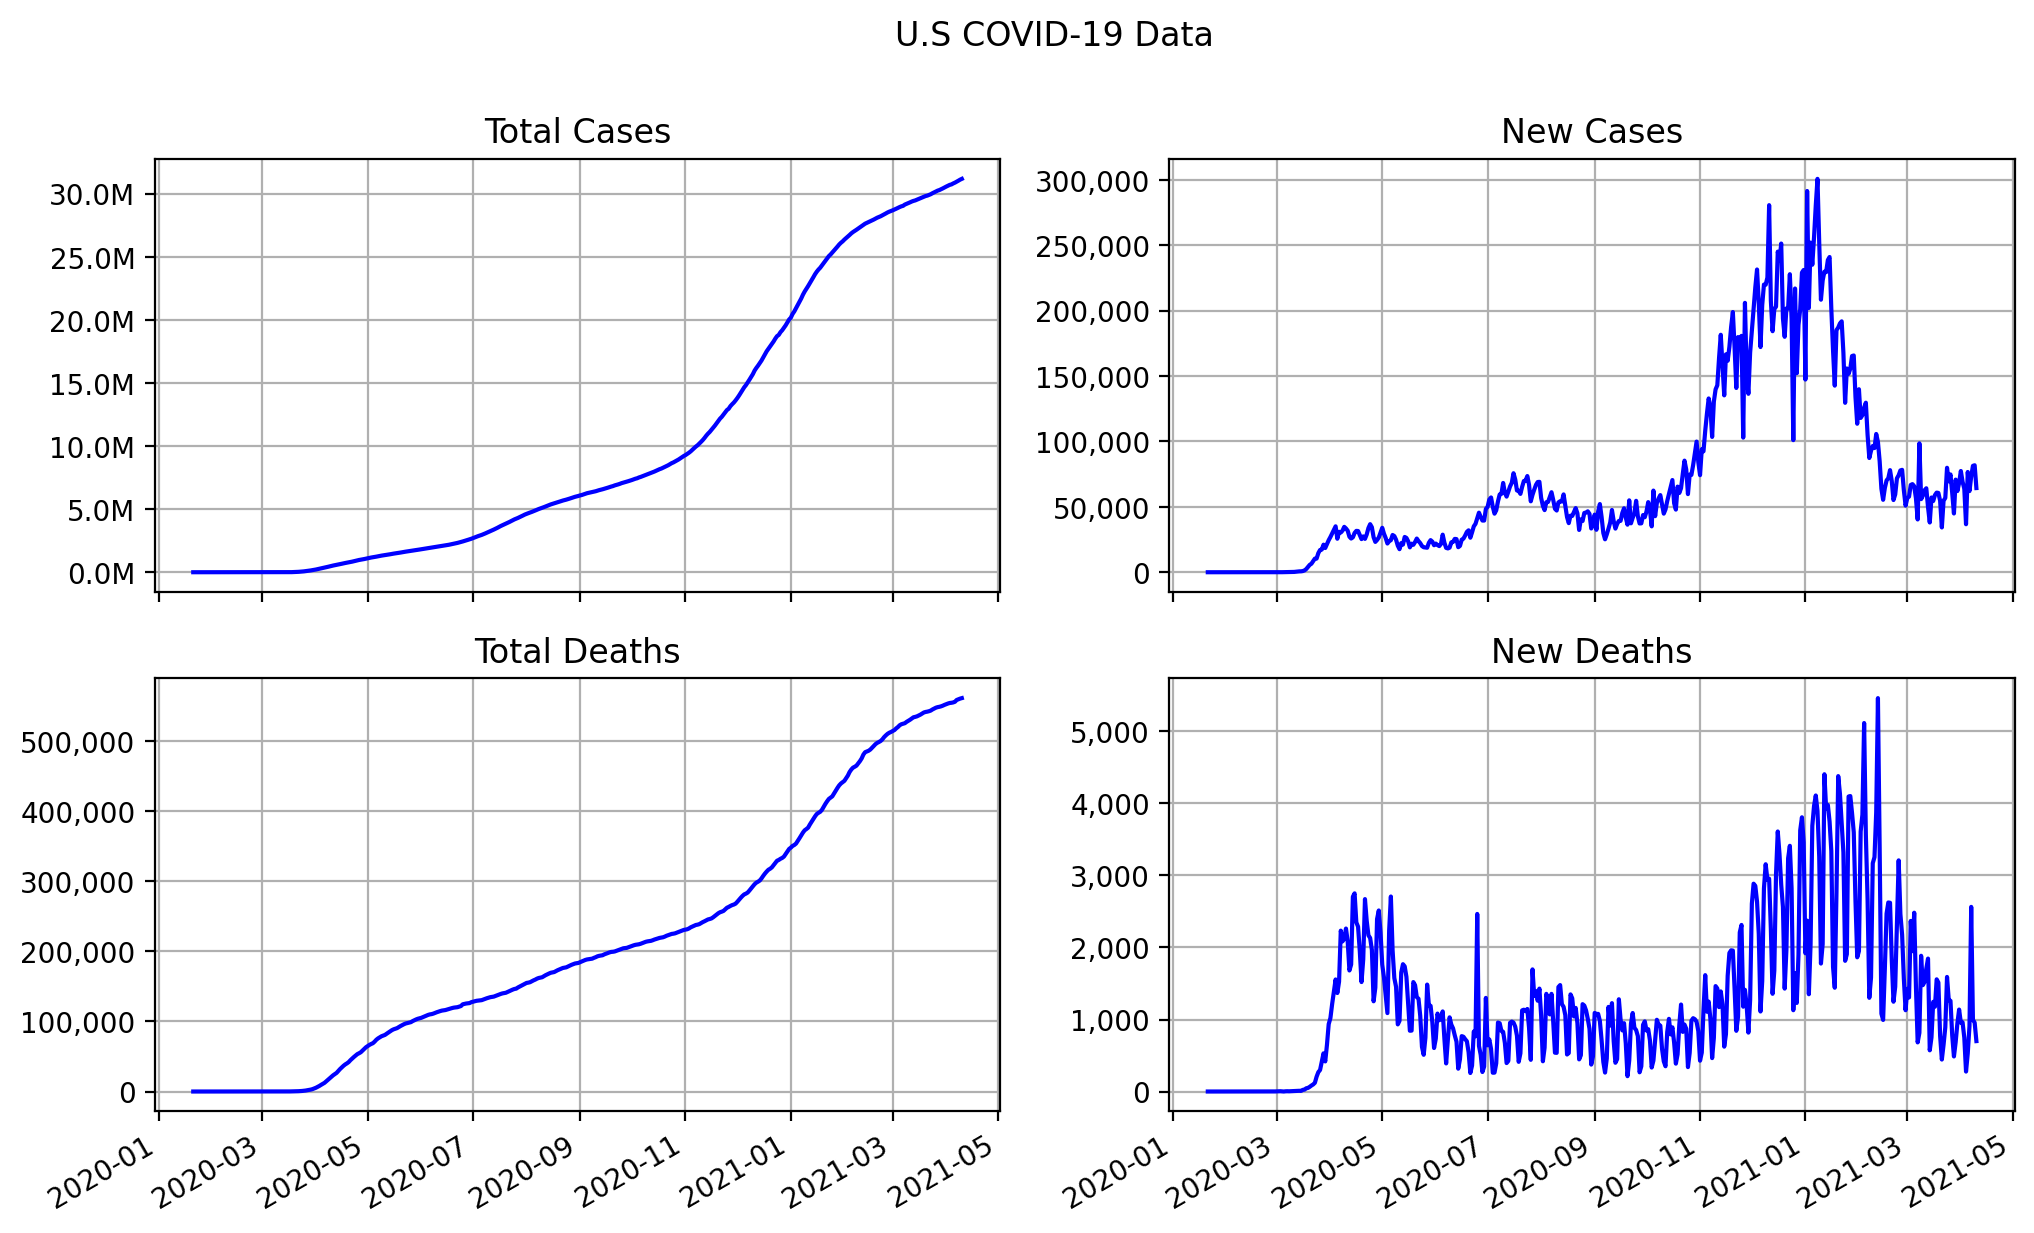 U.S COVID-19 Data
Total Cases
30.0M
25.0M
20.0M
15.0M
10.0M
5.0M
0.0M
New Cases
300,000
250,000
200,000
150,000
100,000
50,000
0
Total Deaths
500,000
400,000
300,000
200,000
100,000
0
2020-01 2020-03 2020-05 2020-07 2020-09 2020-11 2021-01 2021-03 2021-05
New Deaths
5,000
4,000
3,000
2,000
1,000
0
2020-01 2020-03 2020-05 2020-07 2020-09 2020-11 2021-01 2021-03 2021-05